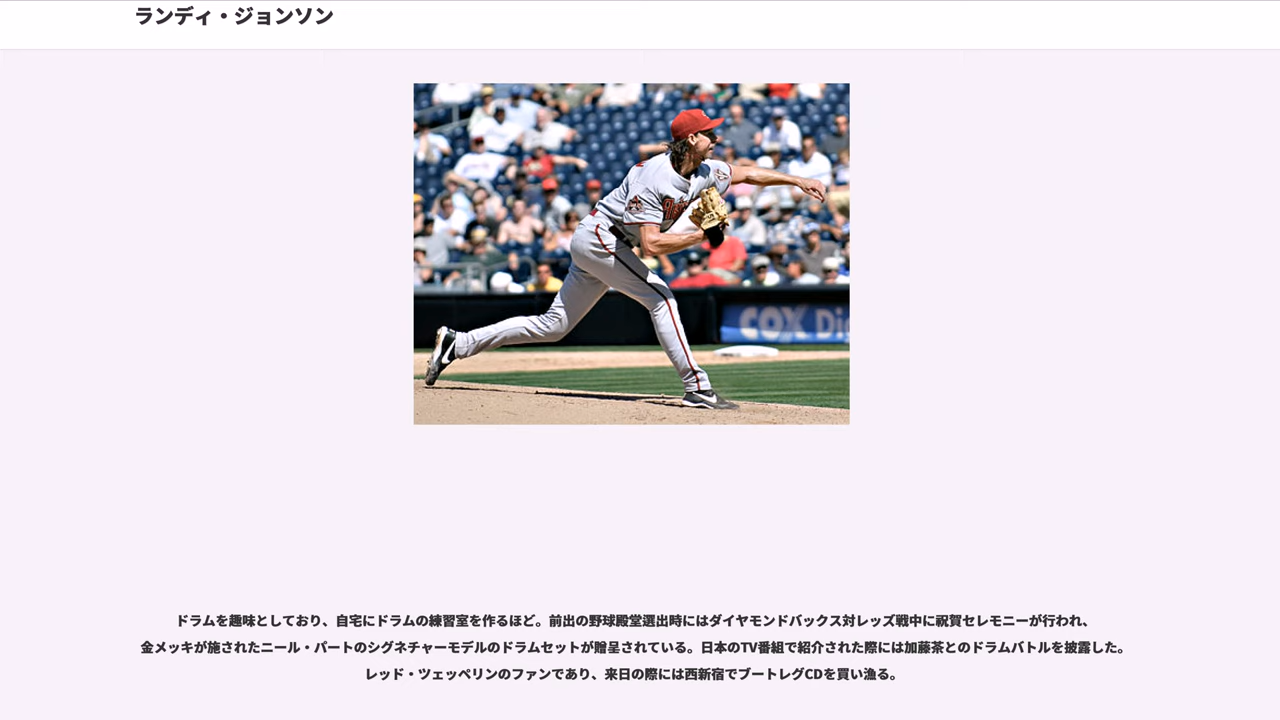 ランディ・ジョンソン
COX Dic
ドラムを趣味としており、自宅にドラムの練習室を作るほど。前出の野球殿堂選出時にはダイヤモンドバックス対レッズ戦中に祝賀セレモニーが行われ、
金メッキが施されたニール・パートのシグネチャーモデルのドラムセットが贈呈されている。日本のTV番組で紹介された際には加藤茶とのドラムバトルを披露した。
レッド・ツェッペリンのファンであり、来日の際には西新宿でブートレグCDを買い漁る。